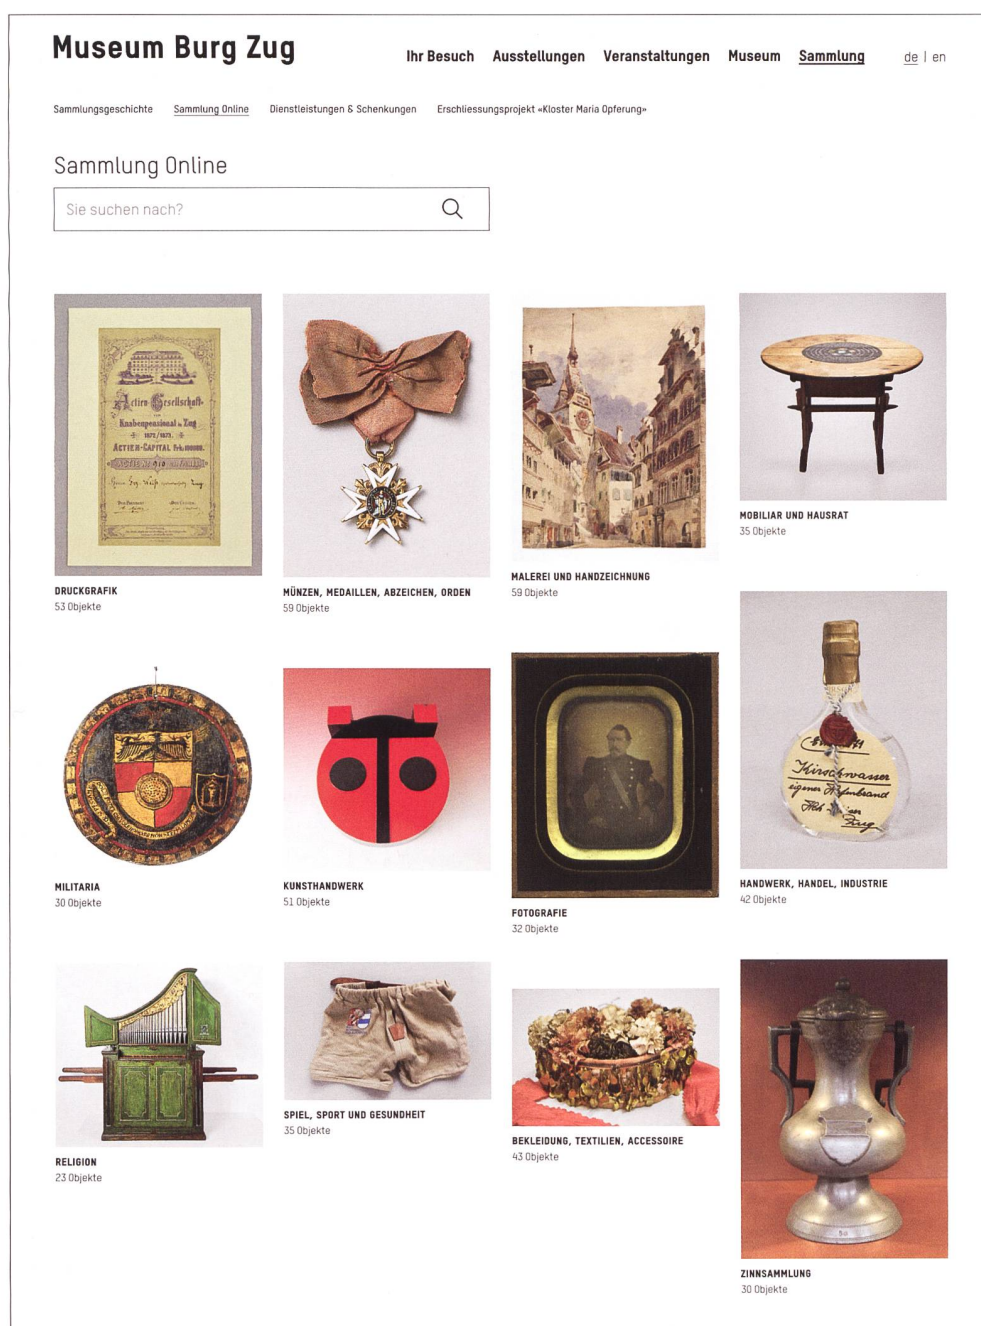 Museum Burg Zug
Ihr Besuch Ausstellungen Veranstaltungen Museum Sammlung de | en
Sammlungsgeschichte Sammlung Online Dienstleistungen & Schenkungen Erschliessungsprojekt «Kloster Maria Opferung»
Sammlung Online
Sie suchen nach?
Actien-Gesellschaft
Knabenpensionat in Zug
1872/1873.
ACTIEN-CAPITAL
DRUCKGRAFIK
53 Objekte
MÜNZEN, MEDAILLEN, ABZEICHEN, ORDEN
59 Objekte
MALEREI UND HANDZEICHNUNG
59 Objekte
MOBILIAR UND HAUSRAT
35 Objekte
MILITARIA
30 Objekte
KUNSTHANDWERK
51 Objekte
FOTOGRAFIE
32 Objekte
Kirschwasser
eigener
Zug
HANDWERK, HANDEL, INDUSTRIE
42 Objekte
RELIGION
23 Objekte
SPIEL, SPORT UND GESUNDHEIT
35 Objekte
BEKLEIDUNG, TEXTILIEN, ACCESSOIRE
43 Objekte
ZINNSAMMLUNG
30 Objekte